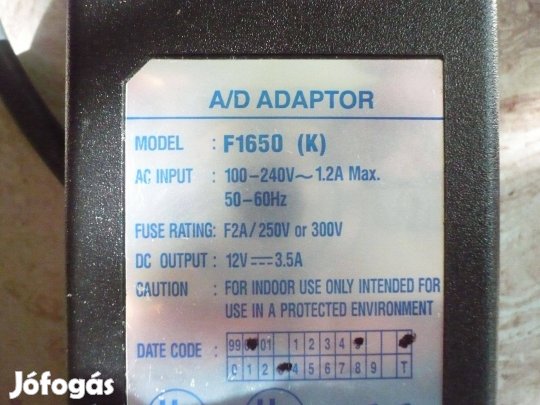 A/D ADAPTOR
MODEL : F1650 (K)
AC INPUT : 100-240V~1.2A Max.
50-60Hz
FUSE RATING: F2A/250V or 300V
DC OUTPUT : 12V⎓3.5A
CAUTION : FOR INDOOR USE ONLY INTENDED FOR
USE IN A PROTECTED ENVIRONMENT
DATE CODE : 99 01 1 2 3 4
0 1 2 4 5 6 7 8 9 T
Jófogás